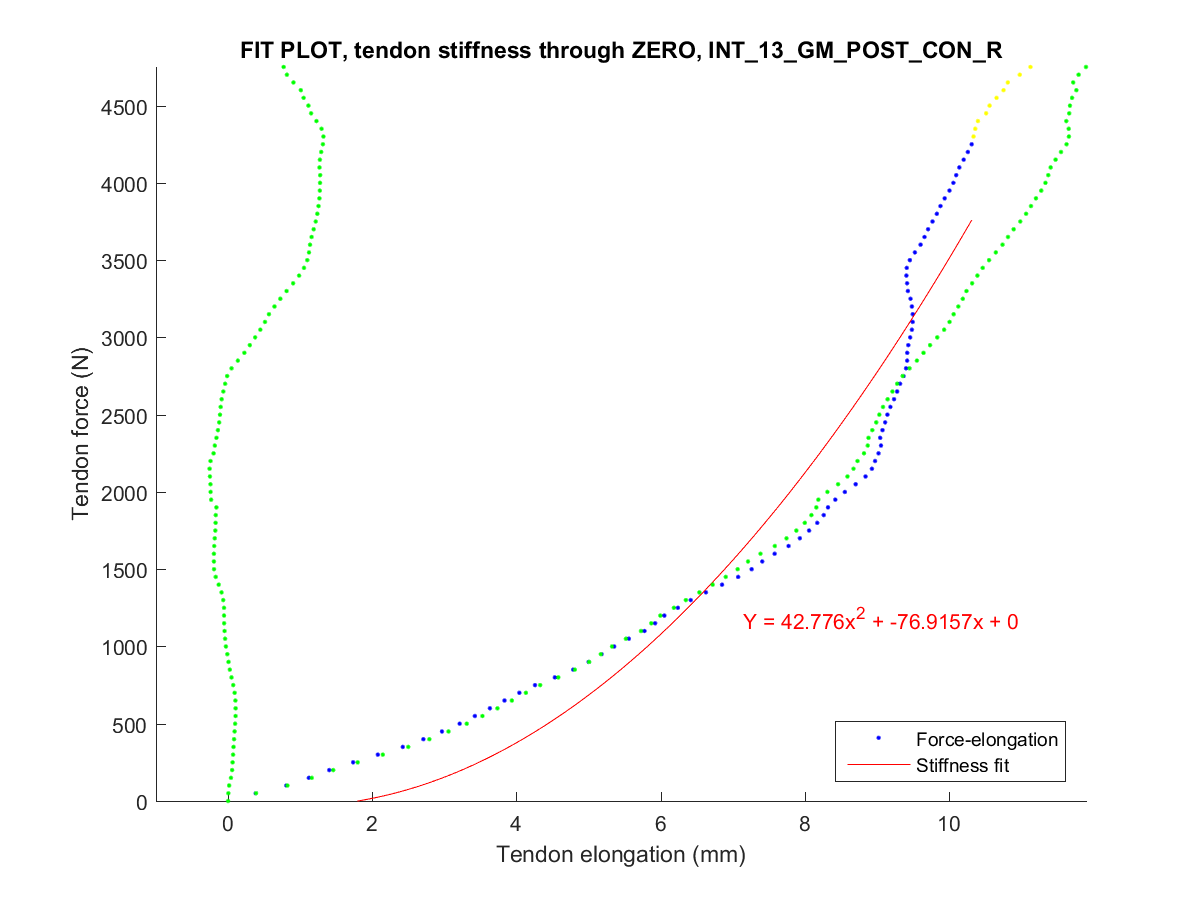 FIT PLOT, tendon stiffness through ZERO, INT_13_GM_POST_CON_R
4500
4000
3500
3000
2500
2000
1500
1000
500
0
Tendon force (N)
Y = 42.776x² + -76.9157x + 0
Force-elongation
Stiffness fit
0 2 4 6 8 10
Tendon elongation (mm)